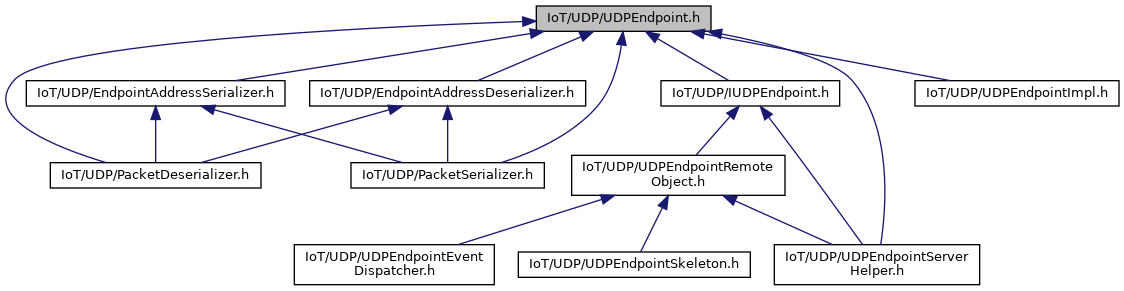 IoT/UDP/UDPEndpoint.h
IoT/UDP/EndpointAddressSerializer.h
IoT/UDP/EndpointAddressDeserializer.h
IoT/UDP/IUDPEndpoint.h
IoT/UDP/UDPEndpointImpl.h
IoT/UDP/PacketDeserializer.h
IoT/UDP/PacketSerializer.h
IoT/UDP/UDPEndpointRemote
Object.h
IoT/UDP/UDPEndpointEvent
Dispatcher.h
IoT/UDP/UDPEndpointSkeleton.h
IoT/UDP/UDPEndpointServer
Helper.h